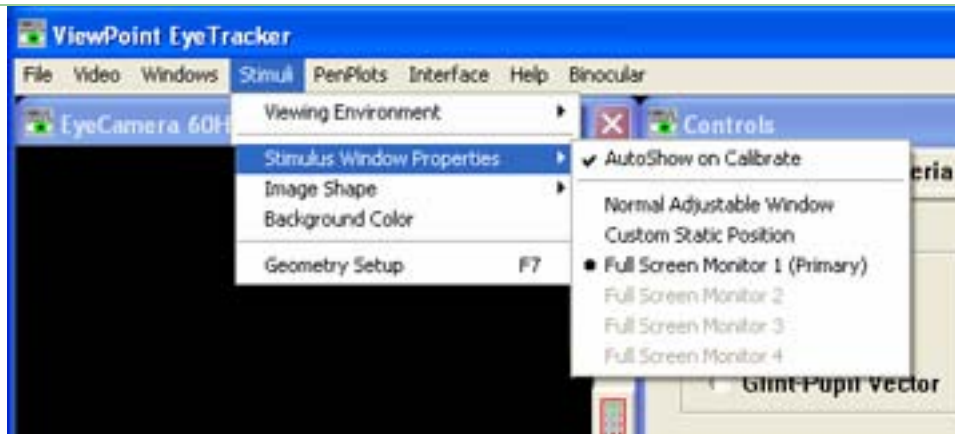 ViewPoint EyeTracker
File Video Windows Stimuli PenPlots Interface Help Binocular
EyeCamera 60H
Controls
Viewing Environment
Stimulus Window Properties
Image Shape
Background Color
Geometry Setup F7
AutoShow on Calibrate
Normal Adjustable Window
Custom Static Position
Full Screen Monitor 1 (Primary)
Full Screen Monitor 2
Full Screen Monitor 3
Full Screen Monitor 4
eria
Glint-Pupil Vector